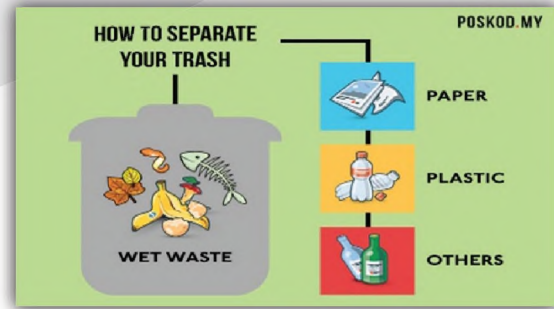 POSKOD.MY
HOW TO SEPARATE
YOUR TRASH
PAPER
PLASTIC
WET WASTE
OTHERS